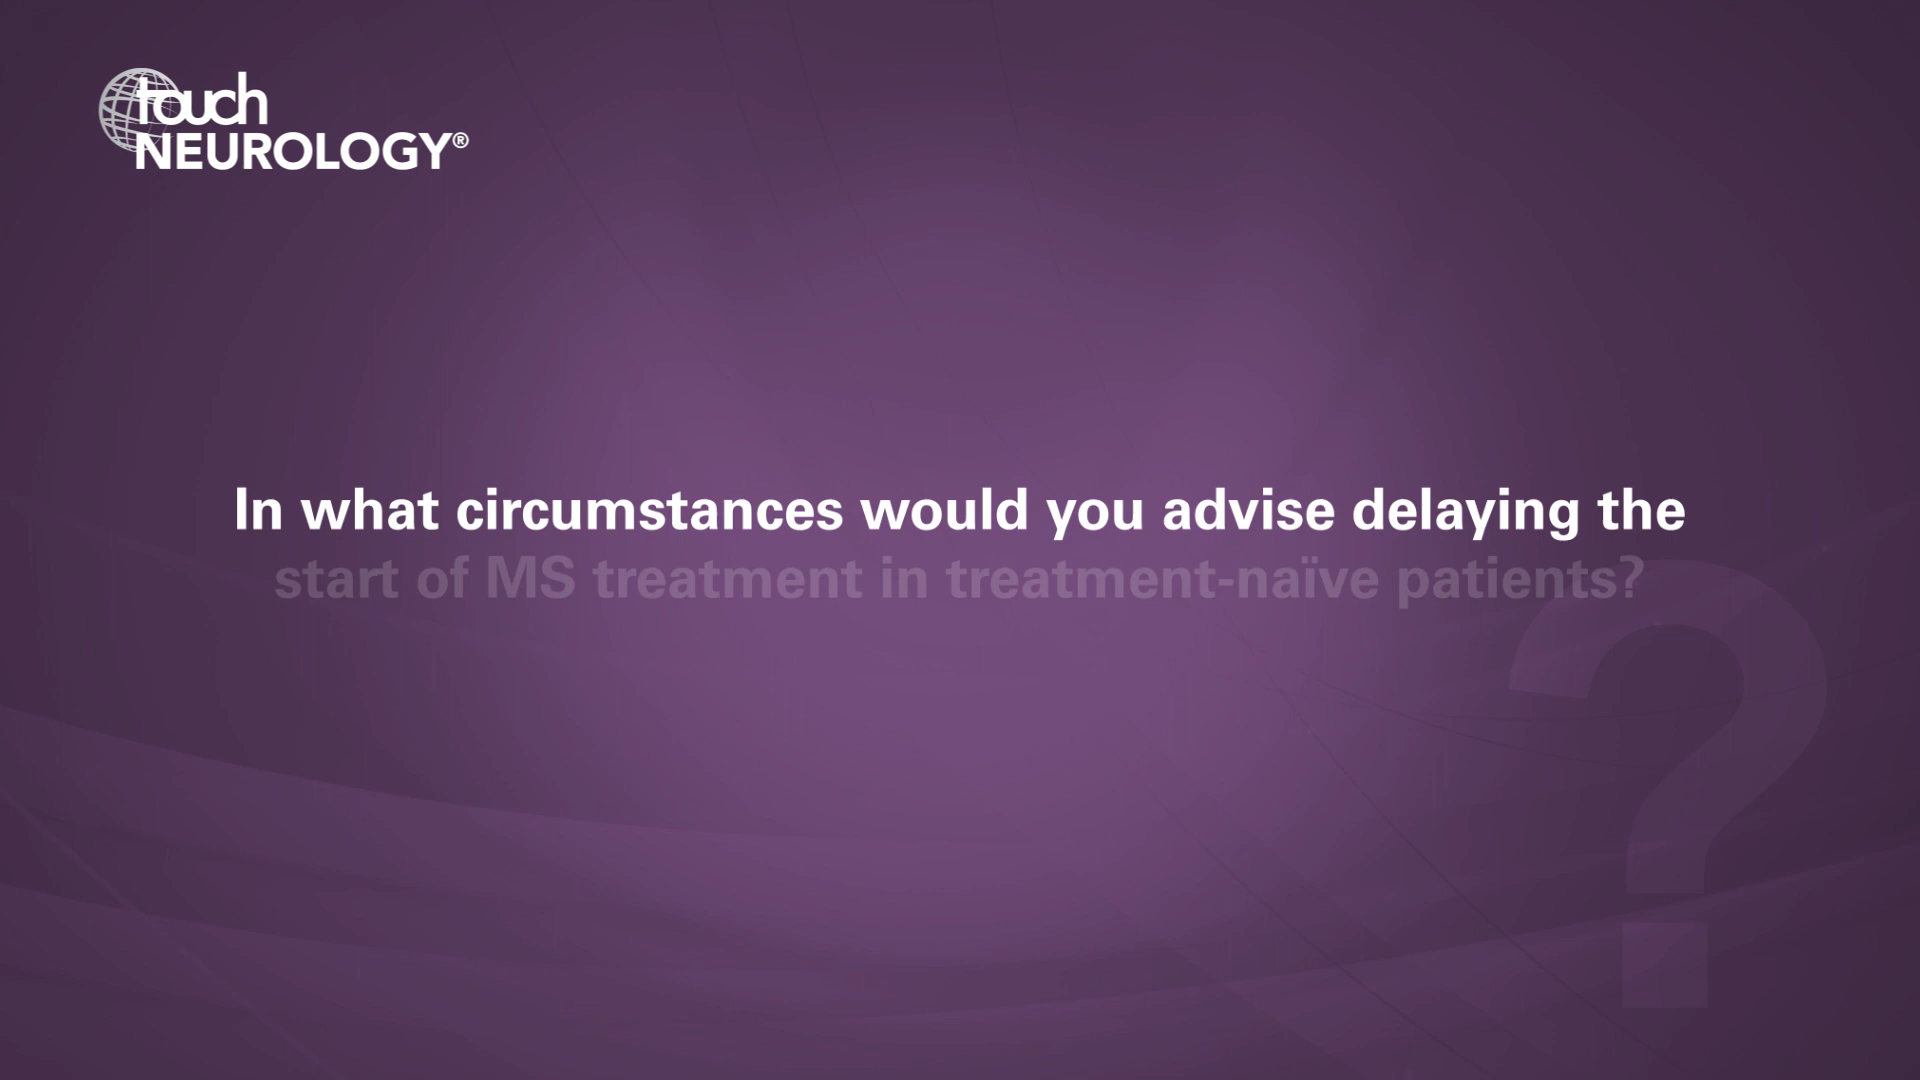 touch
NEUROLOGY®
In what circumstances would you advise delaying the
start of MS treatment in treatment-naïve patients?
?